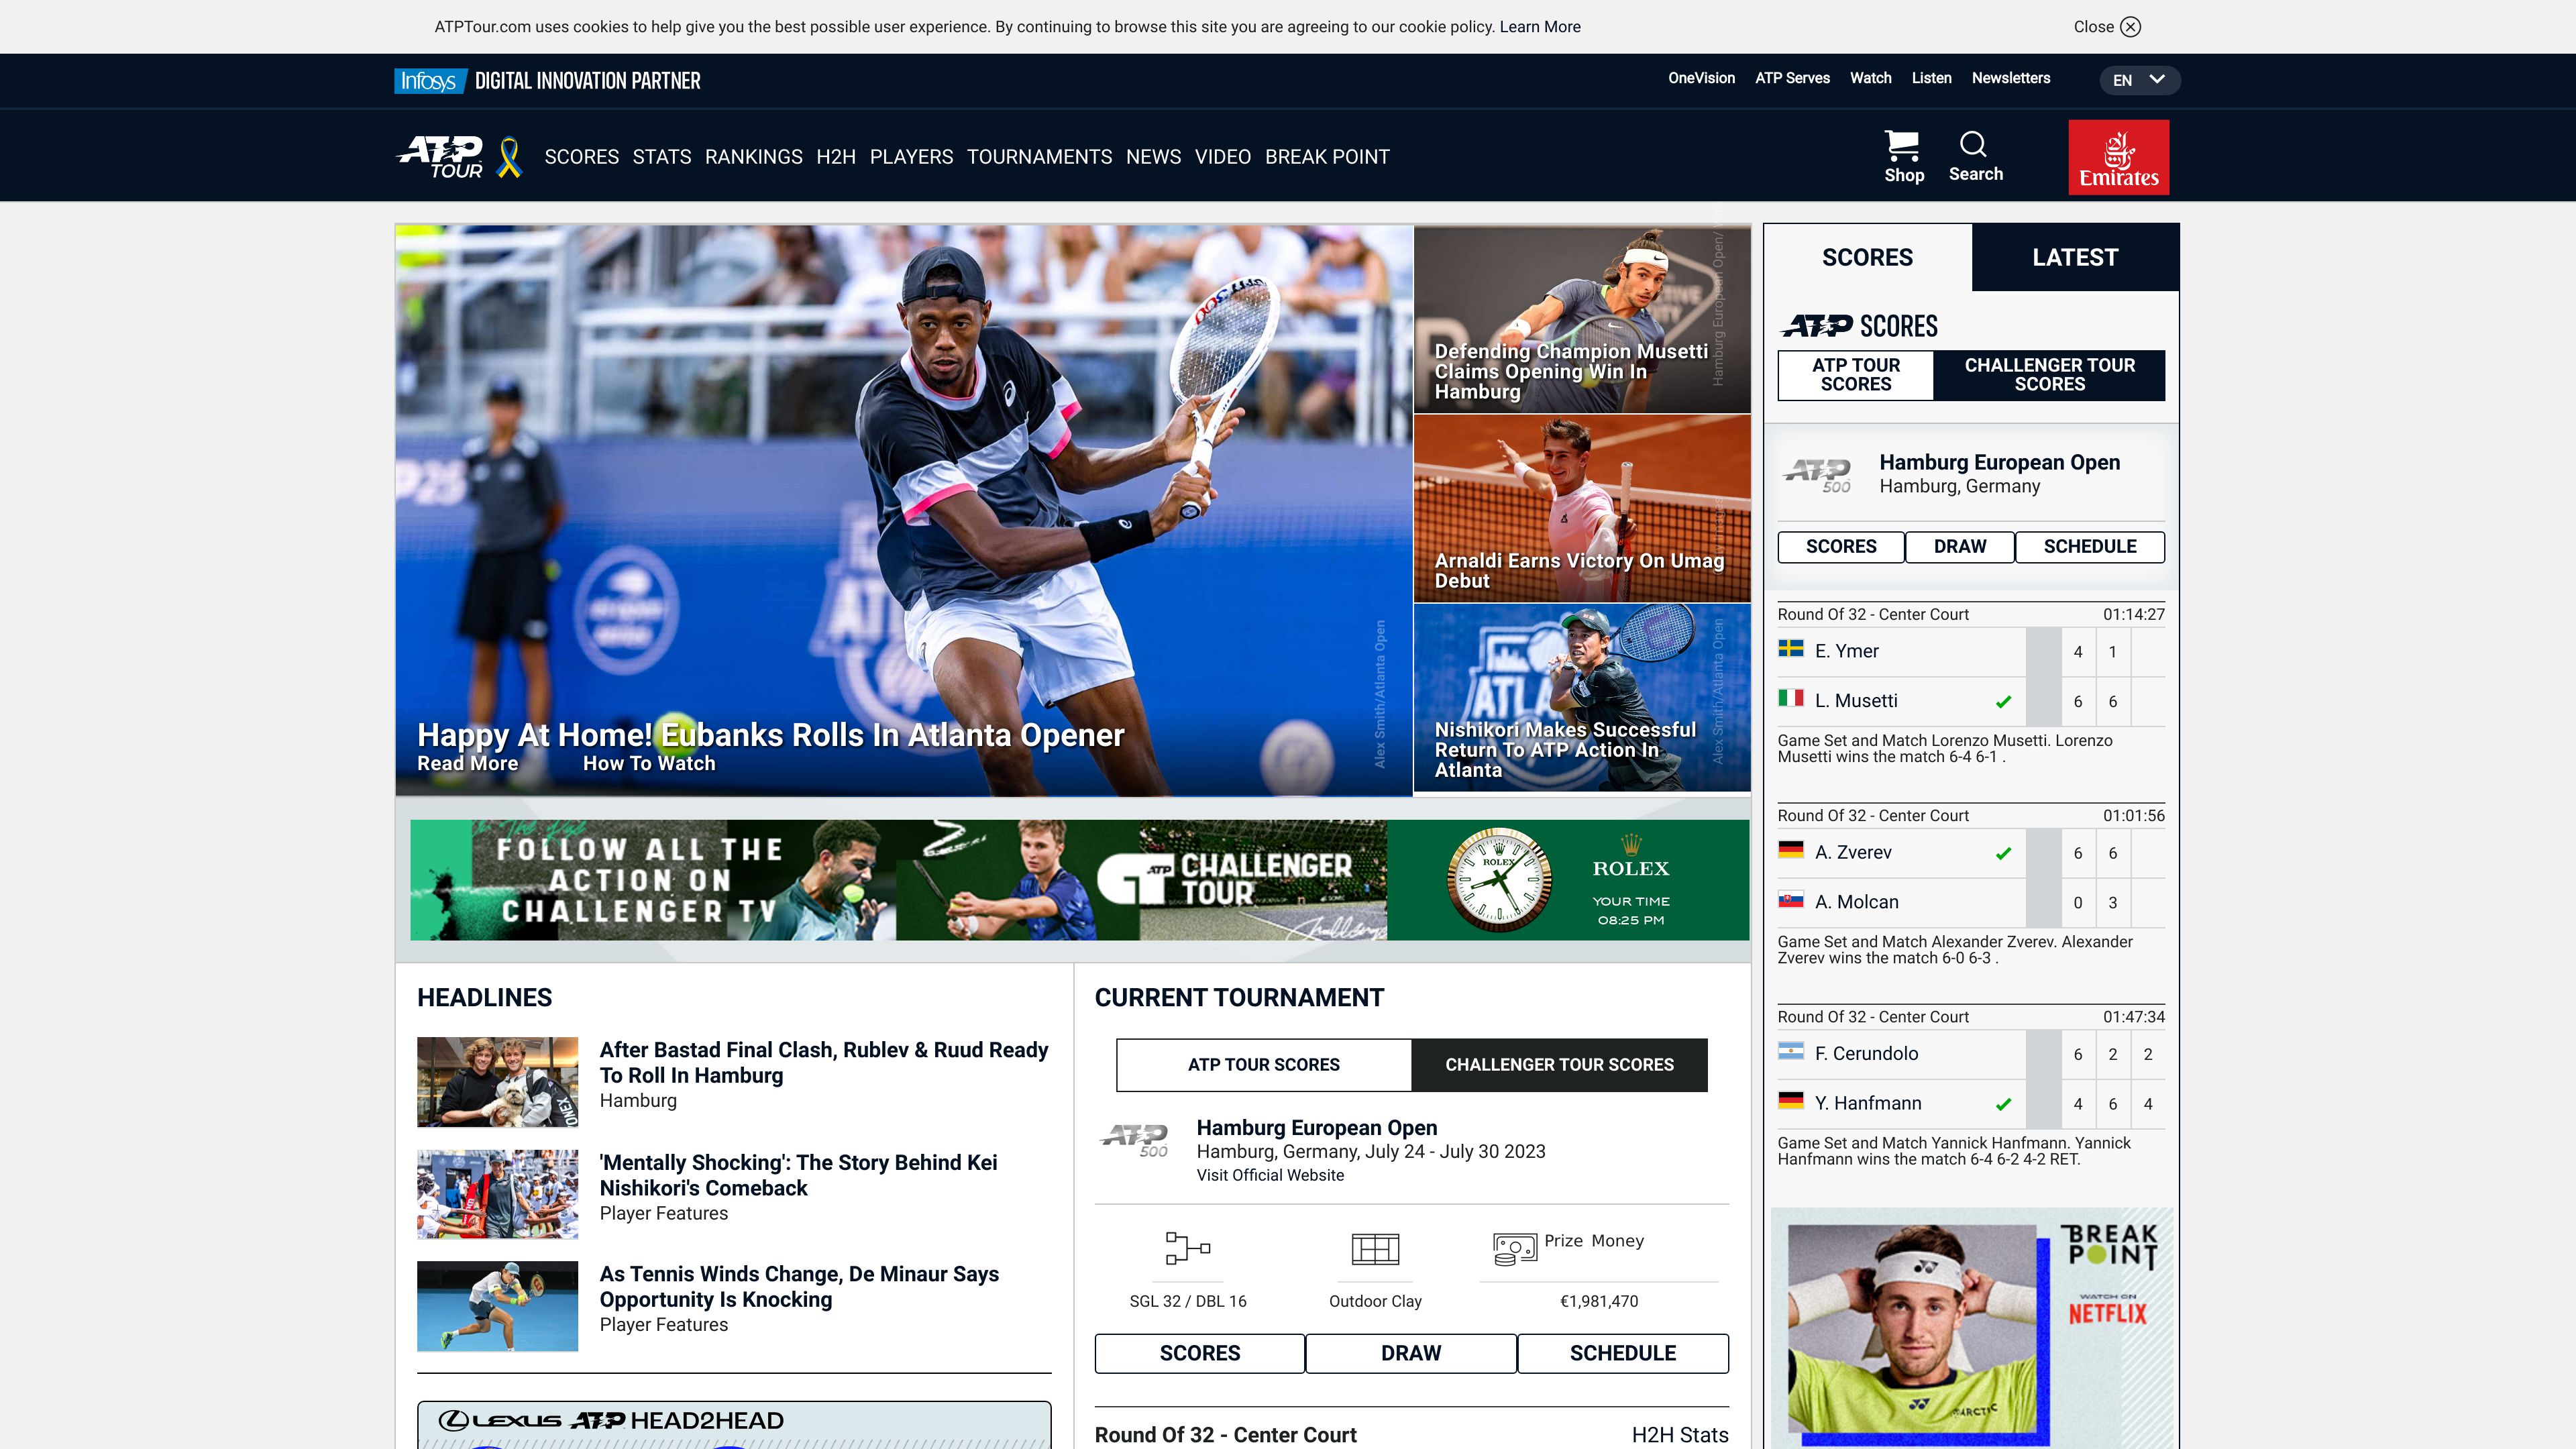 ATPTour.com uses cookies to help give you the best possible user experience. By continuing to browse this site you are agreeing to our cookie policy. Learn More
Close
Infosys DIGITAL INNOVATION PARTNER
OneVision ATP Serves Watch Listen Newsletters EN
ATP TOUR
SCORES STATS RANKINGS H2H PLAYERS TOURNAMENTS NEWS VIDEO BREAK POINT
Shop
Search
Emirates
Happy At Home! Eubanks Rolls In Atlanta Opener
Read More How To Watch
Alex Smith/Atlanta Open
Defending Champion Musetti
Claims Opening Win In
Hamburg
Hamburg European Open/
Arnaldi Earns Victory On Umag
Debut
Nishikori Makes Successful
Return To ATP Action In
Atlanta
Alex Smith/Atlanta Open
FOLLOW ALL THE
ACTION ON
CHALLENGER TV
ATP CHALLENGER
TOUR
ROLEX
ROLEX
YOUR TIME
08:25 PM
HEADLINES
After Bastad Final Clash, Rublev & Ruud Ready
To Roll In Hamburg
Hamburg
'Mentally Shocking': The Story Behind Kei
Nishikori's Comeback
Player Features
As Tennis Winds Change, De Minaur Says
Opportunity Is Knocking
Player Features
LEXUS ATP HEAD2HEAD
CURRENT TOURNAMENT
ATP TOUR SCORES CHALLENGER TOUR SCORES
ATP 500
Hamburg European Open
Hamburg, Germany, July 24 - July 30 2023
Visit Official Website
Prize Money
SGL 32 / DBL 16 Outdoor Clay €1,981,470
SCORES DRAW SCHEDULE
Round Of 32 - Center Court H2H Stats
SCORES LATEST
ATP SCORES
ATP TOUR
SCORES
CHALLENGER TOUR
SCORES
ATP 500
Hamburg European Open
Hamburg, Germany
SCORES DRAW SCHEDULE
Round Of 32 - Center Court 01:14:27
E. Ymer 4 1
L. Musetti 6 6
Game Set and Match Lorenzo Musetti. Lorenzo
Musetti wins the match 6-4 6-1 .
Round Of 32 - Center Court 01:01:56
A. Zverev 6 6
A. Molcan 0 3
Game Set and Match Alexander Zverev. Alexander
Zverev wins the match 6-0 6-3 .
Round Of 32 - Center Court 01:47:34
F. Cerundolo 6 2 2
Y. Hanfmann 4 6 4
Game Set and Match Yannick Hanfmann. Yannick
Hanfmann wins the match 6-4 6-2 4-2 RET.
BREAK
POINT
WATCH ON
NETFLIX